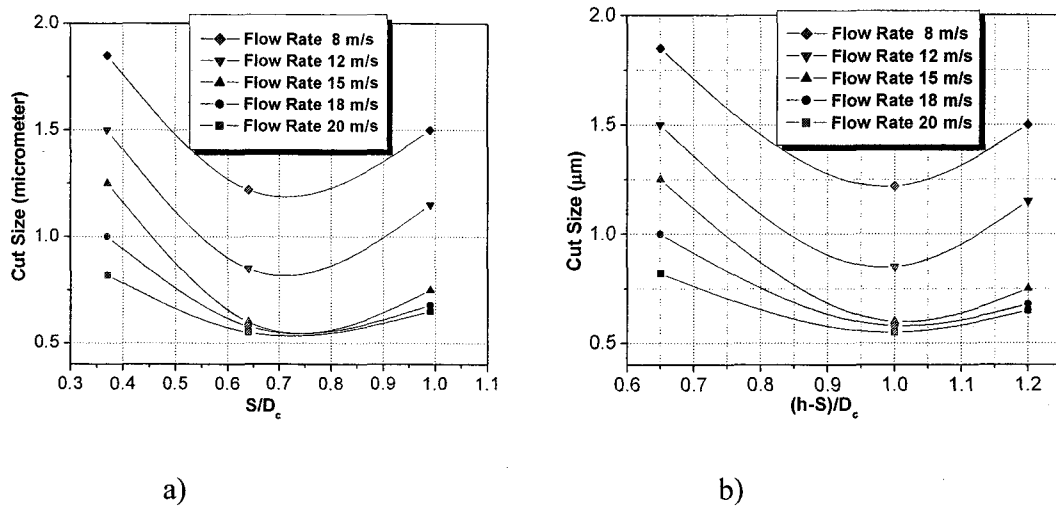 2.0
1.5
1.0
0.5
Cut Size (micrometer)
Flow Rate 8 m/s
Flow Rate 12 m/s
Flow Rate 15 m/s
Flow Rate 18 m/s
Flow Rate 20 m/s
0.3 0.4 0.5 0.6 0.7 0.8 0.9 1.0 1.1
S/Dc
a)
2.0
1.5
1.0
0.5
Cut Size (μm)
Flow Rate 8 m/s
Flow Rate 12 m/s
Flow Rate 15 m/s
Flow Rate 18 m/s
Flow Rate 20 m/s
0.6 0.7 0.8 0.9 1.0 1.1 1.2
(h-S)/Dc
b)